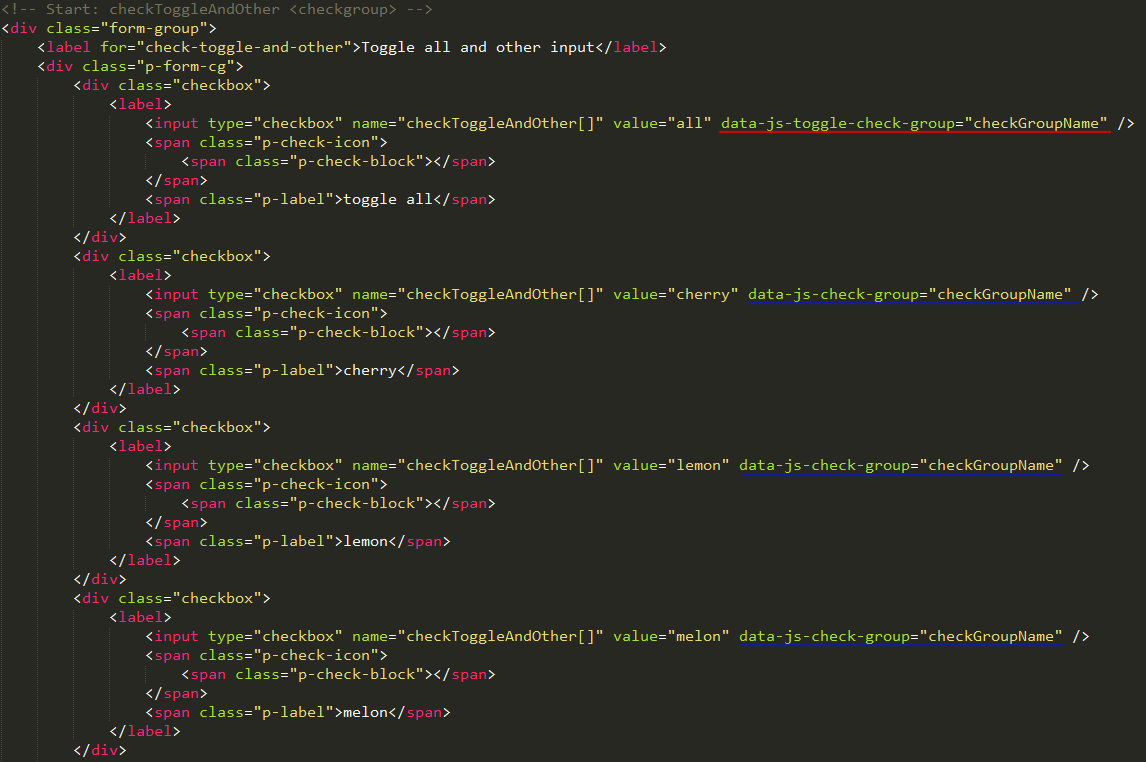 <!-- Start: checkToggleAndOther <checkgroup> -->
<div class="form-group">
    <label for="check-toggle-and-other">Toggle all and other input</label>
    <div class="p-form-cg">
        <div class="checkbox">
            <label>
                <input type="checkbox" name="checkToggleAndOther[]" value="all" data-js-toggle-check-group="checkGroupName" />
                <span class="p-check-icon">
                    <span class="p-check-block"></span>
                </span>
                <span class="p-label">toggle all</span>
            </label>
        </div>
        <div class="checkbox">
            <label>
                <input type="checkbox" name="checkToggleAndOther[]" value="cherry" data-js-check-group="checkGroupName" />
                <span class="p-check-icon">
                    <span class="p-check-block"></span>
                </span>
                <span class="p-label">cherry</span>
            </label>
        </div>
        <div class="checkbox">
            <label>
                <input type="checkbox" name="checkToggleAndOther[]" value="lemon" data-js-check-group="checkGroupName" />
                <span class="p-check-icon">
                    <span class="p-check-block"></span>
                </span>
                <span class="p-label">lemon</span>
            </label>
        </div>
        <div class="checkbox">
            <label>
                <input type="checkbox" name="checkToggleAndOther[]" value="melon" data-js-check-group="checkGroupName" />
                <span class="p-check-icon">
                    <span class="p-check-block"></span>
                </span>
                <span class="p-label">melon</span>
            </label>
        </div>